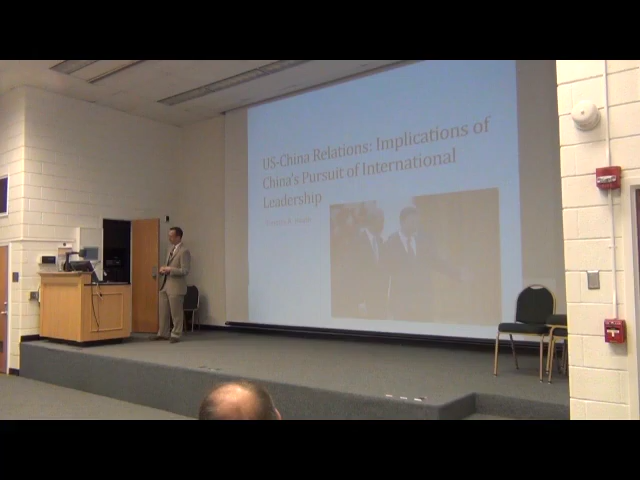 US-China Relations: Implications of
China's Pursuit of International
Leadership